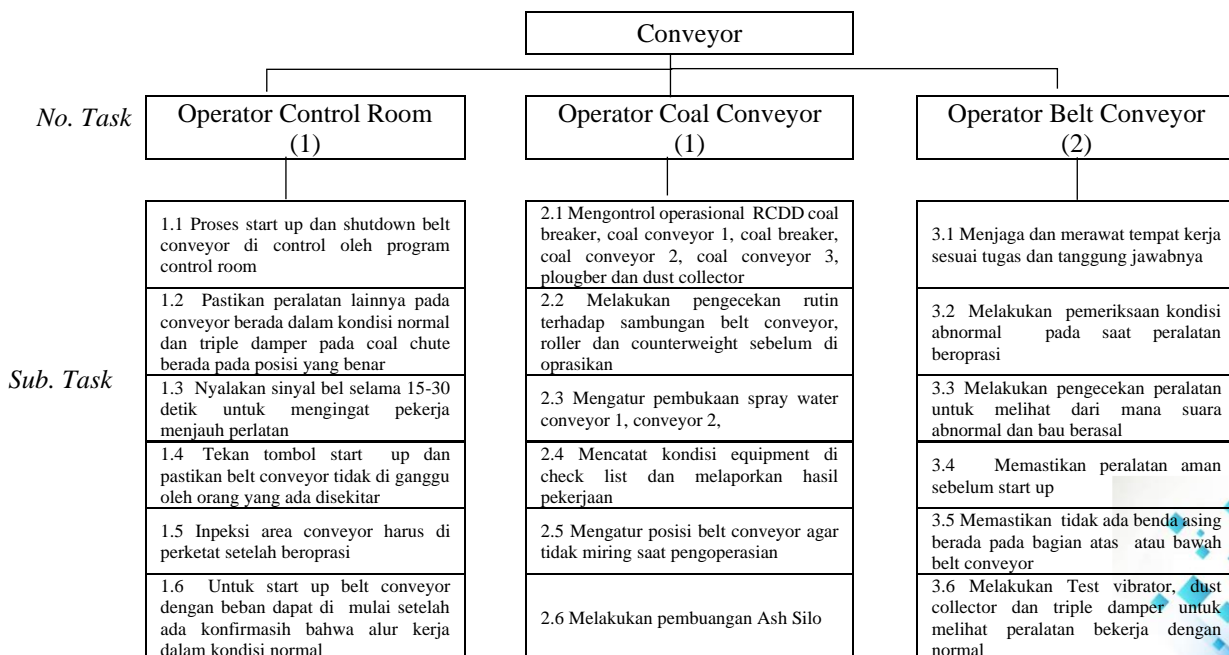 Conveyor
No. Task
Operator Control Room
(1)
Operator Coal Conveyor
(1)
Operator Belt Conveyor
(2)
Sub. Task
1.1 Proses start up dan shutdown belt
conveyor di control oleh program
control room
1.2 Pastikan peralatan lainnya pada
conveyor berada dalam kondisi normal
dan triple damper pada coal chute
berada pada posisi yang benar
1.3 Nyalakan sinyal bel selama 15-30
detik untuk mengingat pekerja
menjauh perlatan
1.4 Tekan tombol start up dan
pastikan belt conveyor tidak di ganggu
oleh orang yang ada disekitar
1.5 Inpeksi area conveyor harus di
perketat setelah beroprasi
1.6 Untuk start up belt conveyor
dengan beban dapat di mulai setelah
ada konfirmasih bahwa alur kerja
dalam kondisi normal
2.1 Mengontrol operasional RCDD coal
breaker, coal conveyor 1, coal breaker,
coal conveyor 2, coal conveyor 3,
plougber dan dust collector
2.2 Melakukan pengecekan rutin
terhadap sambungan belt conveyor,
roller dan counterweight sebelum di
oprasikan
2.3 Mengatur pembukaan spray water
conveyor 1, conveyor 2,
2.4 Mencatat kondisi equipment di
check list dan melaporkan hasil
pekerjaan
2.5 Mengatur posisi belt conveyor agar
tidak miring saat pengoperasian
2.6 Melakukan pembuangan Ash Silo
3.1 Menjaga dan merawat tempat kerja
sesuai tugas dan tanggung jawabnya
3.2 Melakukan pemeriksaan kondisi
abnormal pada saat peralatan
beroprasi
3.3 Melakukan pengecekan peralatan
untuk melihat dari mana suara
abnormal dan bau berasal
3.4 Memastikan peralatan aman
sebelum start up
3.5 Memastikan tidak ada benda asing
berada pada bagian atas atau bawah
belt conveyor
3.6 Melakukan Test vibrator, dust
collector dan triple damper untuk
melihat peralatan bekerja dengan
normal